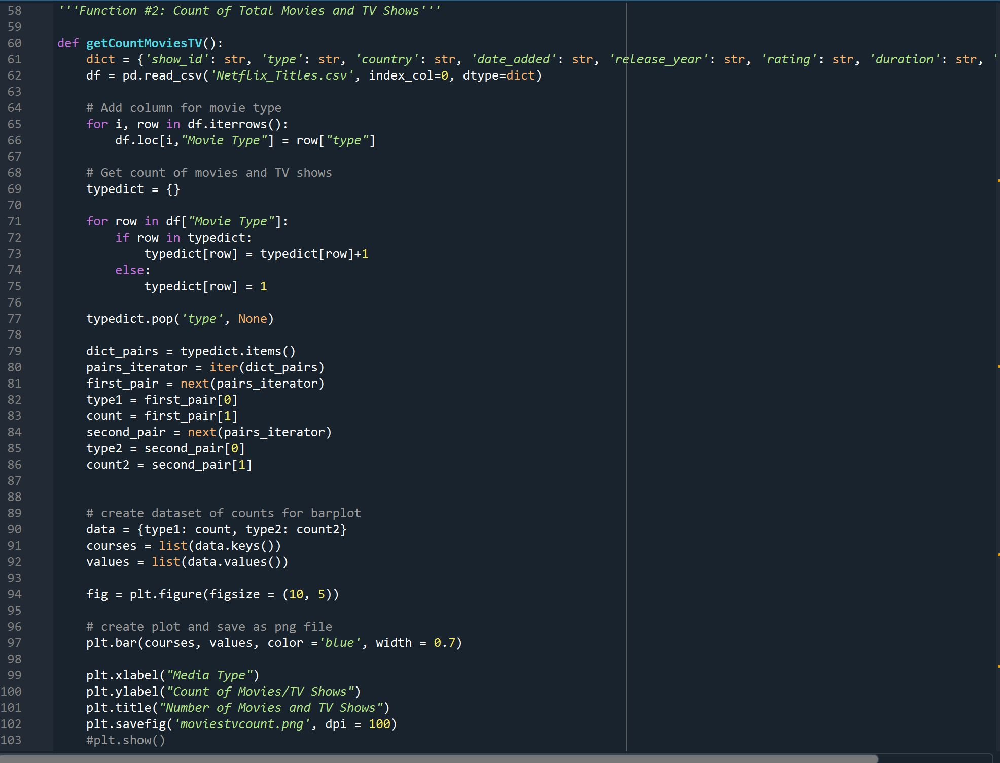 58 '''Function #2: Count of Total Movies and TV Shows'''
59
60 def getCountMoviesTV():
61     dict = {'show_id': str, 'type': str, 'country': str, 'date_added': str, 'release_year': str, 'rating': str, 'duration': str, '
62     df = pd.read_csv('Netflix_Titles.csv', index_col=0, dtype=dict)
63
64     # Add column for movie type
65     for i, row in df.iterrows():
66         df.loc[i,"Movie Type"] = row["type"]
67
68     # Get count of movies and TV shows
69     typedict = {}
70
71     for row in df["Movie Type"]:
72         if row in typedict:
73             typedict[row] = typedict[row]+1
74         else:
75             typedict[row] = 1
76
77     typedict.pop('type', None)
78
79     dict_pairs = typedict.items()
80     pairs_iterator = iter(dict_pairs)
81     first_pair = next(pairs_iterator)
82     type1 = first_pair[0]
83     count = first_pair[1]
84     second_pair = next(pairs_iterator)
85     type2 = second_pair[0]
86     count2 = second_pair[1]
87
88
89     # create dataset of counts for barplot
90     data = {type1: count, type2: count2}
91     courses = list(data.keys())
92     values = list(data.values())
93
94     fig = plt.figure(figsize = (10, 5))
95
96     # create plot and save as png file
97     plt.bar(courses, values, color ='blue', width = 0.7)
98
99     plt.xlabel("Media Type")
100     plt.ylabel("Count of Movies/TV Shows")
101     plt.title("Number of Movies and TV Shows")
102     plt.savefig('moviestvcount.png', dpi = 100)
103     #plt.show()